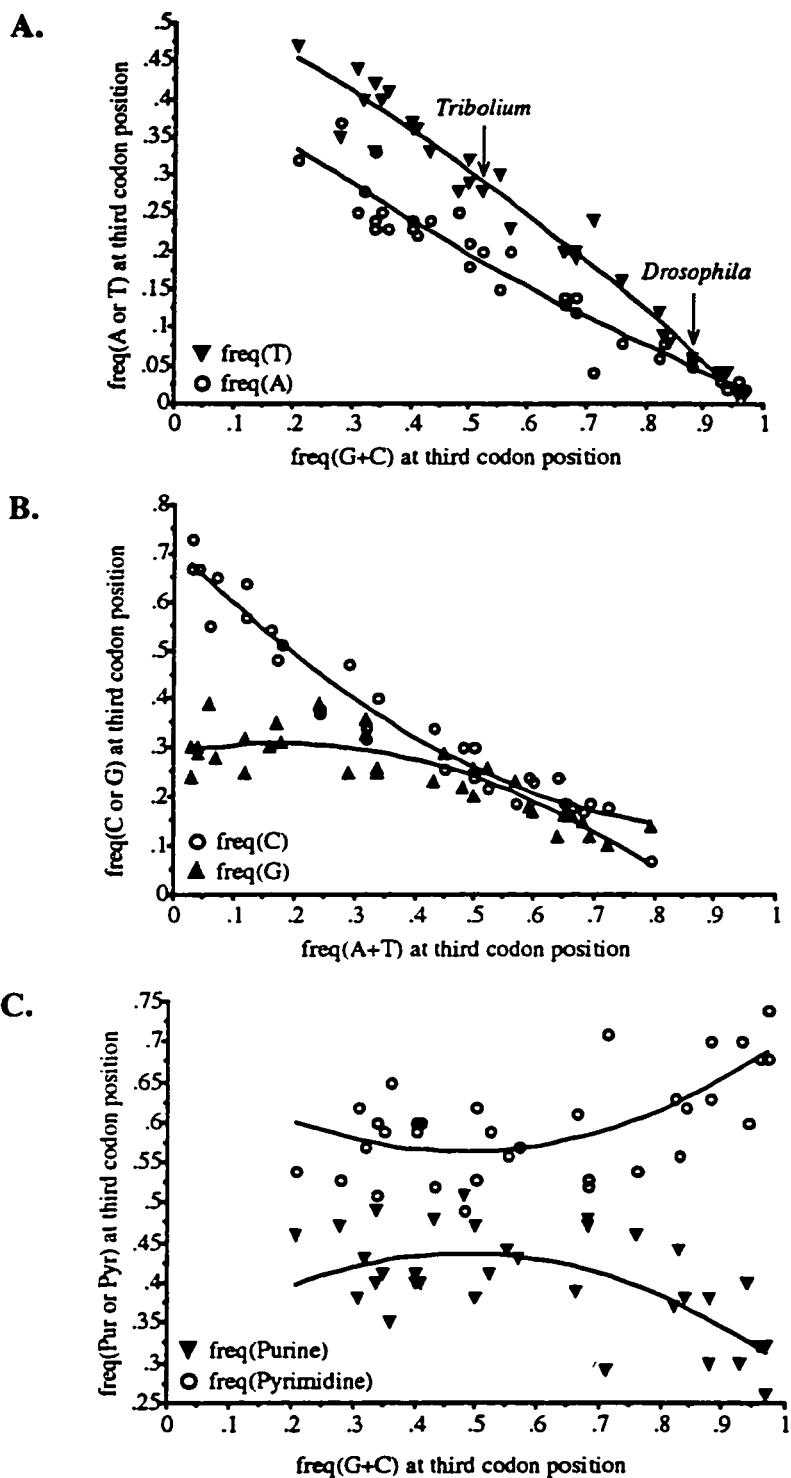 A.
freq(A or T) at third codon position
.5
.45
.4
.35
.3
.25
.2
.15
.1
.05
0
Tribolium
Drosophila
freq(T)
freq(A)
0 .1 .2 .3 .4 .5 .6 .7 .8 .9 1
freq(G+C) at third codon position
B.
freq(C or G) at third codon position
.8
.7
.6
.5
.4
.3
.2
.1
0
freq(C)
freq(G)
0 .1 .2 .3 .4 .5 .6 .7 .8 .9 1
freq(A+T) at third codon position
C.
freq(Pur or Pyr) at third codon position
.75
.7
.65
.6
.55
.5
.45
.4
.35
.3
.25
freq(Purine)
freq(Pyrimidine)
0 .1 .2 .3 .4 .5 .6 .7 .8 .9 1
freq(G+C) at third codon position